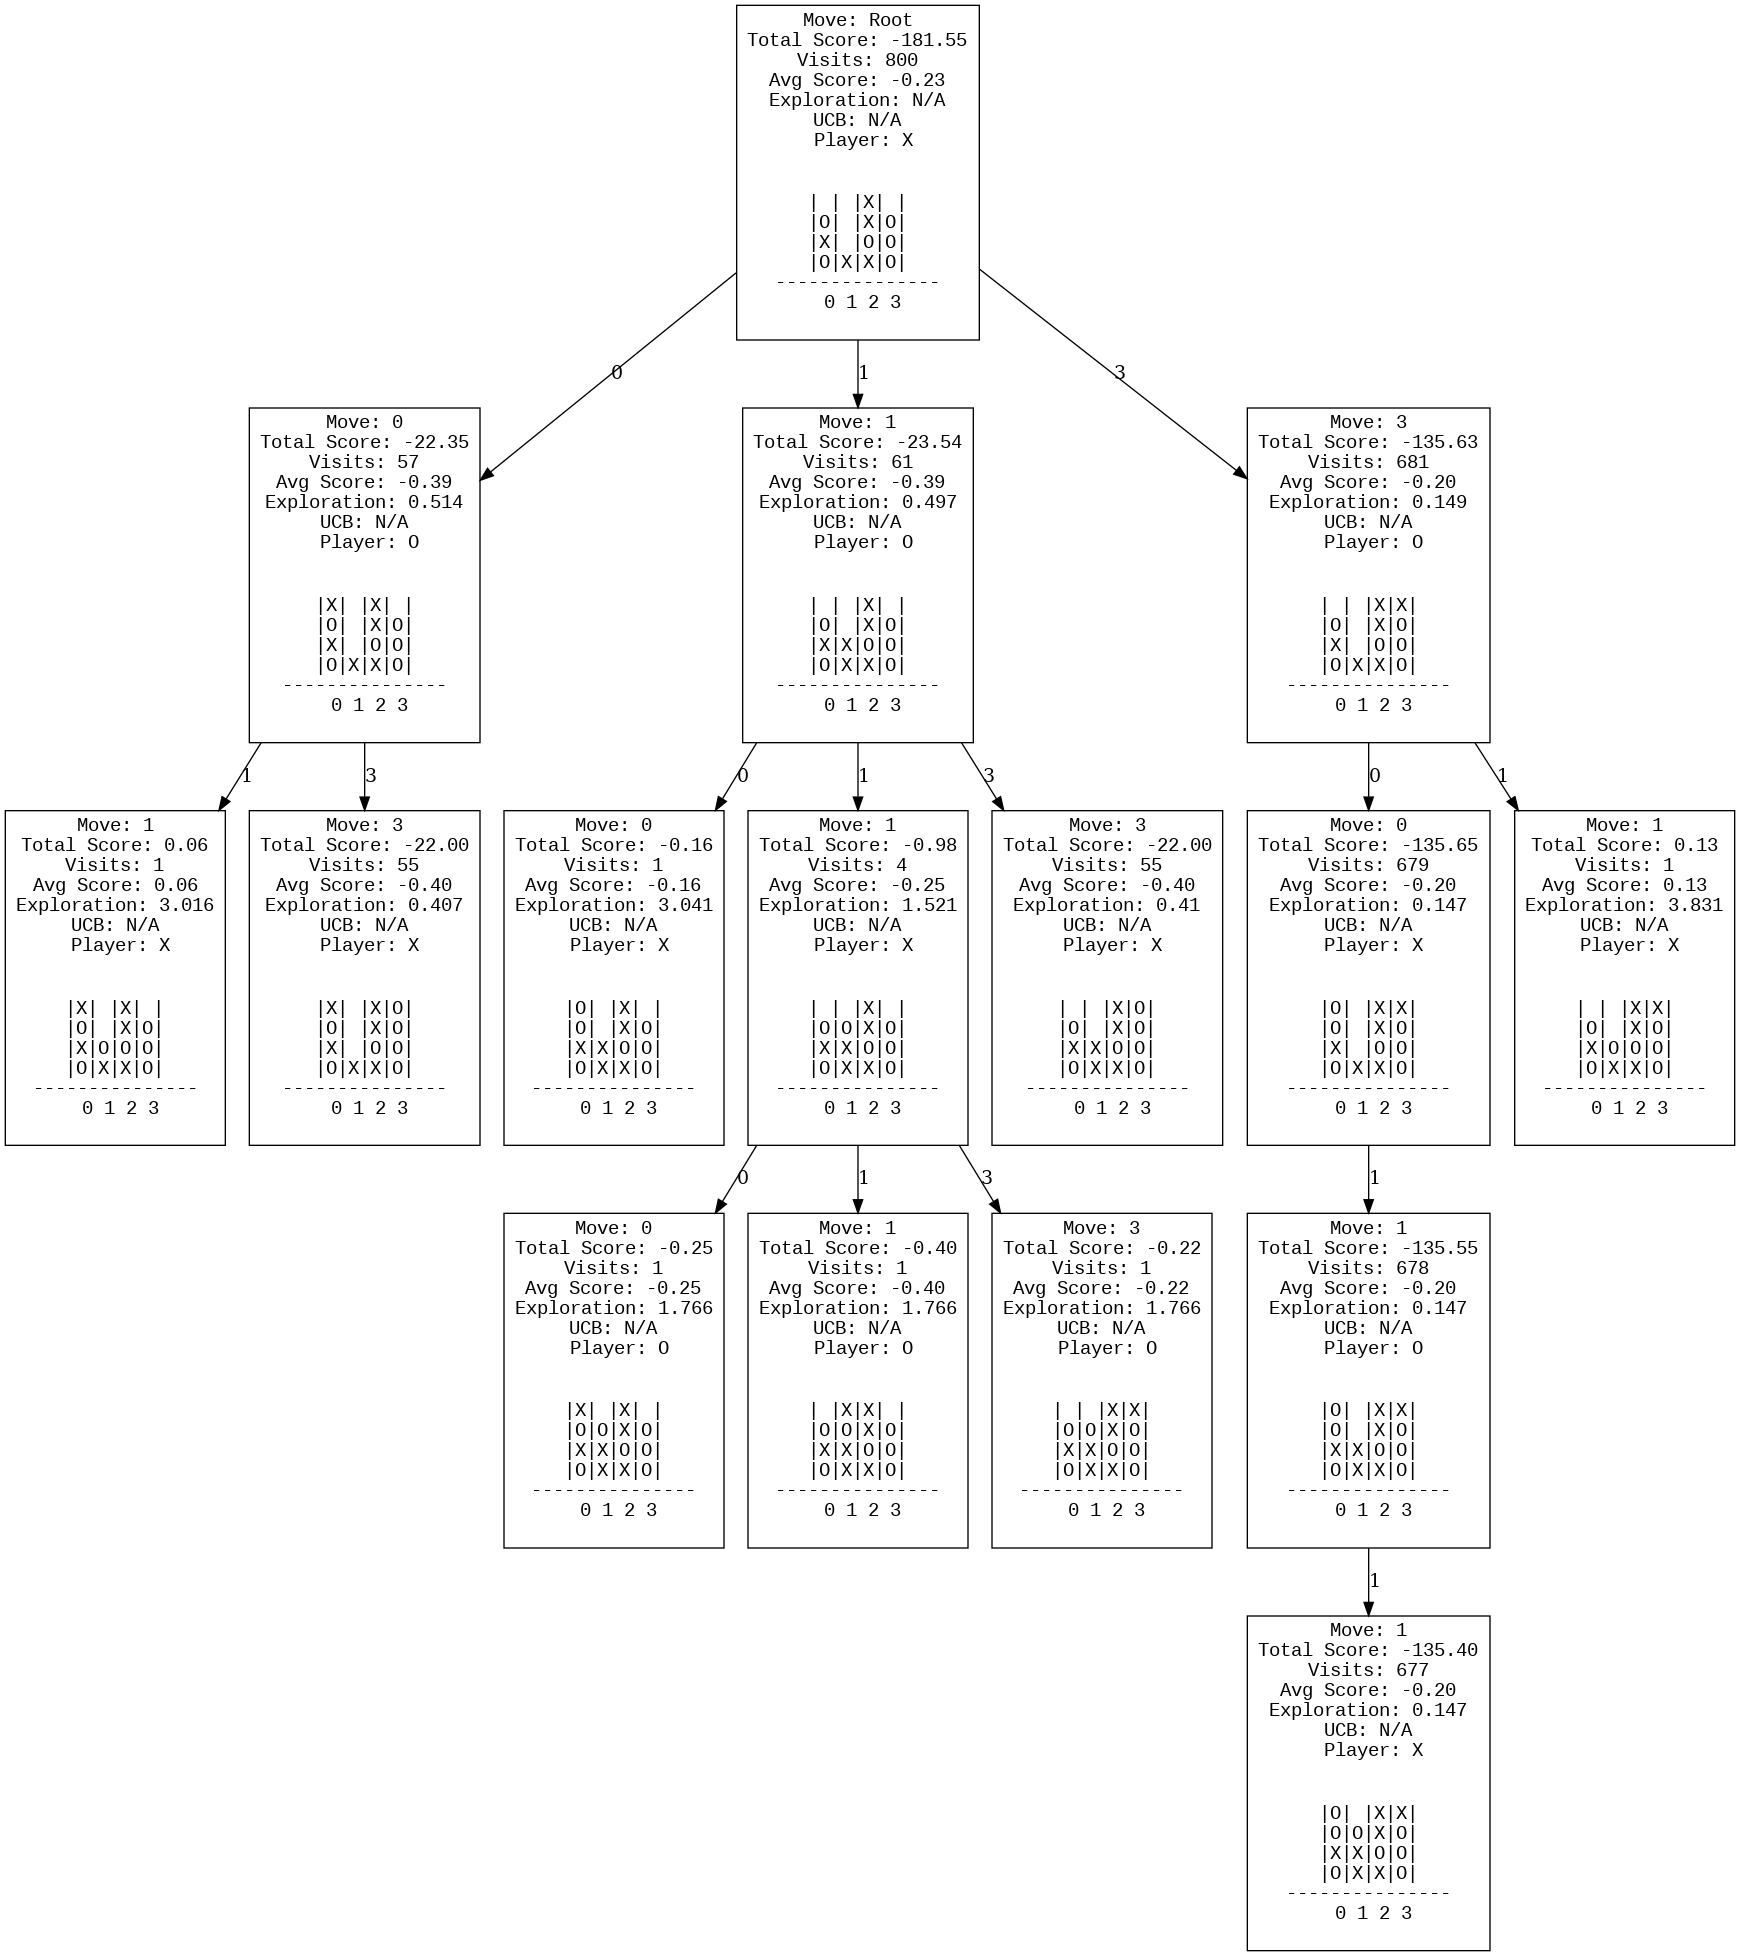 Move: Root
Total Score: -181.55
Visits: 800
Avg Score: -0.23
Exploration: N/A
UCB: N/A
Player: X
| | |X| |
|O| |X|O|
|X| |O|O|
|O|X|X|O|
---------------
0 1 2 3
0
1
3
Move: 0
Total Score: -22.35
Visits: 57
Avg Score: -0.39
Exploration: 0.514
UCB: N/A
Player: O
|X| |X| |
|O| |X|O|
|X| |O|O|
|O|X|X|O|
---------------
0 1 2 3
Move: 1
Total Score: -23.54
Visits: 61
Avg Score: -0.39
Exploration: 0.497
UCB: N/A
Player: O
| | |X| |
|O| |X|O|
|X|X|O|O|
|O|X|X|O|
---------------
0 1 2 3
Move: 3
Total Score: -135.63
Visits: 681
Avg Score: -0.20
Exploration: 0.149
UCB: N/A
Player: O
| | |X|X|
|O| |X|O|
|X| |O|O|
|O|X|X|O|
---------------
0 1 2 3
1
3
0
1
3
0
1
Move: 1
Total Score: 0.06
Visits: 1
Avg Score: 0.06
Exploration: 3.016
UCB: N/A
Player: X
|X| |X| |
|O| |X|O|
|X|O|O|O|
|O|X|X|O|
---------------
0 1 2 3
Move: 3
Total Score: -22.00
Visits: 55
Avg Score: -0.40
Exploration: 0.407
UCB: N/A
Player: X
|X| |X|O|
|O| |X|O|
|X| |O|O|
|O|X|X|O|
---------------
0 1 2 3
Move: 0
Total Score: -0.16
Visits: 1
Avg Score: -0.16
Exploration: 3.041
UCB: N/A
Player: X
|O| |X| |
|O| |X|O|
|X|X|O|O|
|O|X|X|O|
---------------
0 1 2 3
Move: 1
Total Score: -0.98
Visits: 4
Avg Score: -0.25
Exploration: 1.521
UCB: N/A
Player: X
| | |X| |
|O|O|X|O|
|X|X|O|O|
|O|X|X|O|
---------------
0 1 2 3
Move: 3
Total Score: -22.00
Visits: 55
Avg Score: -0.40
Exploration: 0.41
UCB: N/A
Player: X
| | |X|O|
|O| |X|O|
|X|X|O|O|
|O|X|X|O|
---------------
0 1 2 3
Move: 0
Total Score: -135.65
Visits: 679
Avg Score: -0.20
Exploration: 0.147
UCB: N/A
Player: X
|O| |X|X|
|O| |X|O|
|X| |O|O|
|O|X|X|O|
---------------
0 1 2 3
Move: 1
Total Score: 0.13
Visits: 1
Avg Score: 0.13
Exploration: 3.831
UCB: N/A
Player: X
| | |X|X|
|O| |X|O|
|X|O|O|O|
|O|X|X|O|
---------------
0 1 2 3
0
1
3
1
Move: 0
Total Score: -0.25
Visits: 1
Avg Score: -0.25
Exploration: 1.766
UCB: N/A
Player: O
|X| |X| |
|O|O|X|O|
|X|X|O|O|
|O|X|X|O|
---------------
0 1 2 3
Move: 1
Total Score: -0.40
Visits: 1
Avg Score: -0.40
Exploration: 1.766
UCB: N/A
Player: O
| |X|X| |
|O|O|X|O|
|X|X|O|O|
|O|X|X|O|
---------------
0 1 2 3
Move: 3
Total Score: -0.22
Visits: 1
Avg Score: -0.22
Exploration: 1.766
UCB: N/A
Player: O
| | |X|X|
|O|O|X|O|
|X|X|O|O|
|O|X|X|O|
---------------
0 1 2 3
Move: 1
Total Score: -135.55
Visits: 678
Avg Score: -0.20
Exploration: 0.147
UCB: N/A
Player: O
|O| |X|X|
|O| |X|O|
|X|X|O|O|
|O|X|X|O|
---------------
0 1 2 3
1
Move: 1
Total Score: -135.40
Visits: 677
Avg Score: -0.20
Exploration: 0.147
UCB: N/A
Player: X
|O| |X|X|
|O|O|X|O|
|X|X|O|O|
|O|X|X|O|
---------------
0 1 2 3